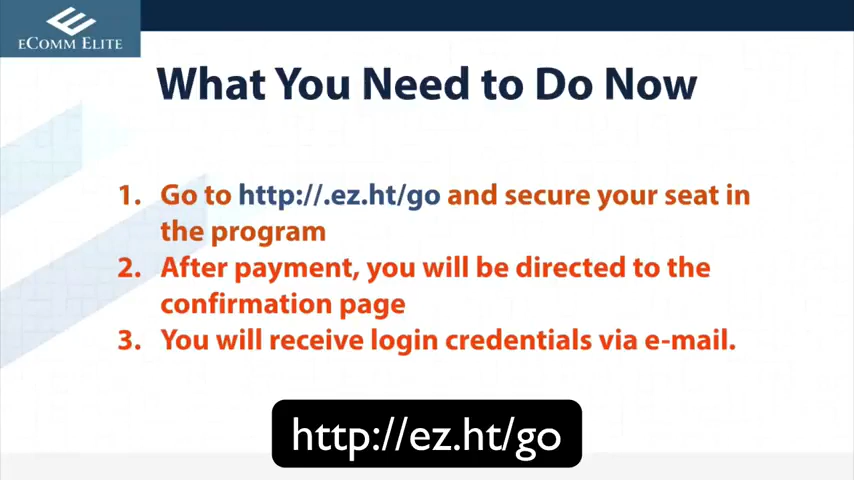 eComm Elite
What You Need to Do Now
1. Go to http://.ez.ht/go and secure your seat in
the program
2. After payment, you will be directed to the
confirmation page
3. You will receive login credentials via e-mail.
http://ez.ht/go